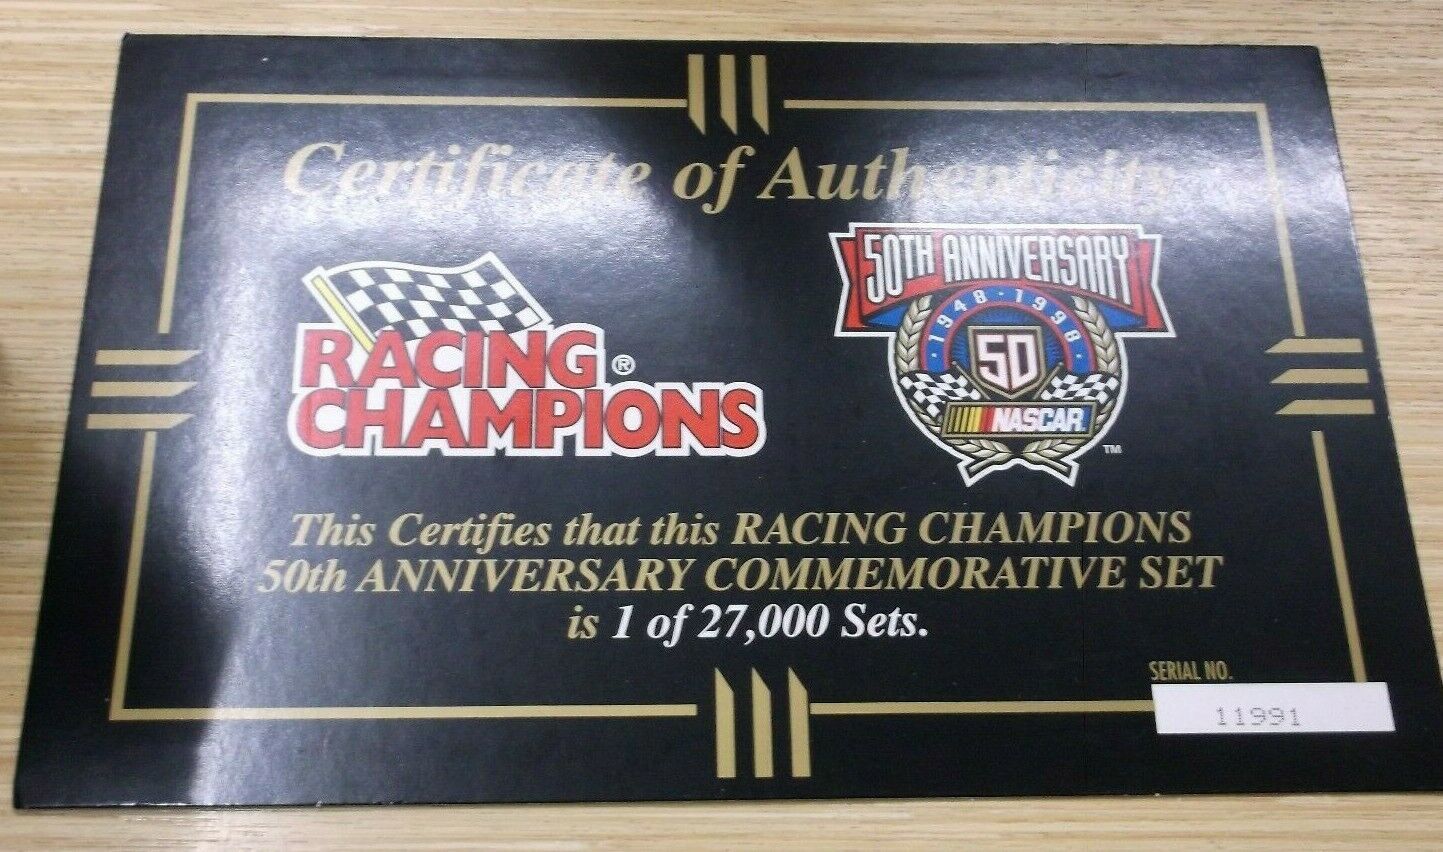 Certificate of Authenticity
RACING ®
CHAMPIONS
50TH ANNIVERSARY
· 1948 · 1998 ·
50
NASCAR.
TM
This Certifies that this RACING CHAMPIONS
50th ANNIVERSARY COMMEMORATIVE SET
is 1 of 27,000 Sets.
SERIAL NO.
11991